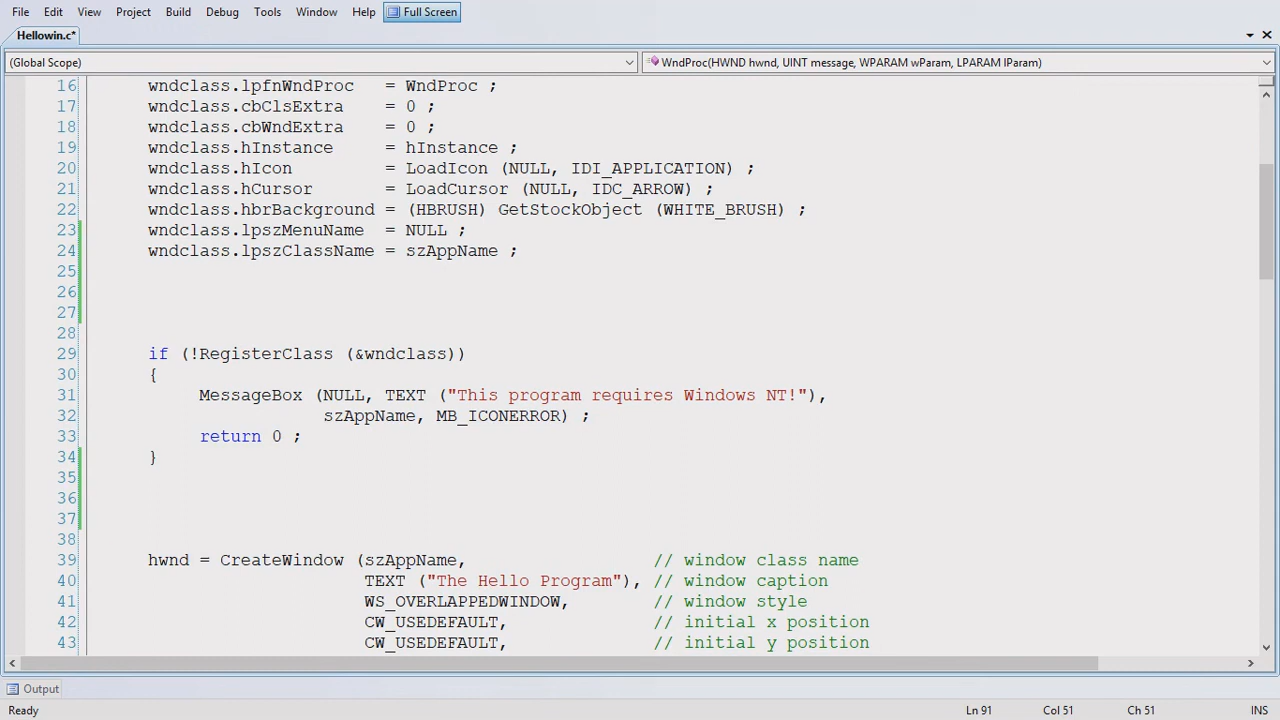 File Edit View Project Build Debug Tools Window Help Full Screen
Hellowin.c*
(Global Scope) WndProc(HWND hwnd, UINT message, WPARAM wParam, LPARAM lParam)
16 wndclass.lpfnWndProc = WndProc ;
17 wndclass.cbClsExtra = 0 ;
18 wndclass.cbWndExtra = 0 ;
19 wndclass.hInstance = hInstance ;
20 wndclass.hIcon = LoadIcon (NULL, IDI_APPLICATION) ;
21 wndclass.hCursor = LoadCursor (NULL, IDC_ARROW) ;
22 wndclass.hbrBackground = (HBRUSH) GetStockObject (WHITE_BRUSH) ;
23 wndclass.lpszMenuName = NULL ;
24 wndclass.lpszClassName = szAppName ;
25
26
27
28
29 if (!RegisterClass (&wndclass))
30 {
31 MessageBox (NULL, TEXT ("This program requires Windows NT!"),
32 szAppName, MB_ICONERROR) ;
33 return 0 ;
34 }
35
36
37
38
39 hwnd = CreateWindow (szAppName, // window class name
40 TEXT ("The Hello Program"), // window caption
41 WS_OVERLAPPEDWINDOW, // window style
42 CW_USEDEFAULT, // initial x position
43 CW_USEDEFAULT, // initial y position
Output
Ready Ln 91 Col 51 Ch 51 INS